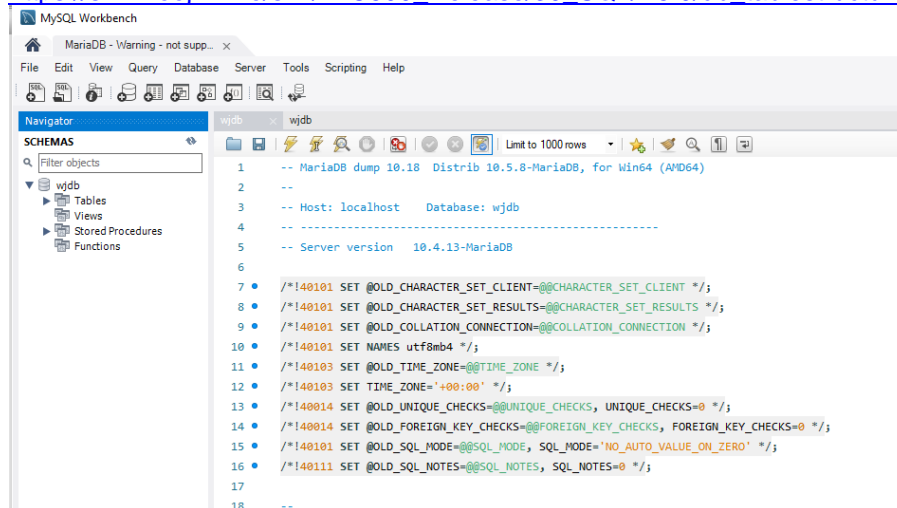 MySQL Workbench
MariaDB - Warning - not supp... ×
File Edit View Query Database Server Tools Scripting Help
Navigator
SCHEMAS
Filter objects
wjdb
Tables
Views
Stored Procedures
Functions
wjdb × wjdb
Limit to 1000 rows
1 -- MariaDB dump 10.18 Distrib 10.5.8-MariaDB, for Win64 (AMD64)
2 --
3 -- Host: localhost Database: wjdb
4 -- ------------------------------------------------------
5 -- Server version 10.4.13-MariaDB
6
7 /*!40101 SET @OLD_CHARACTER_SET_CLIENT=@@CHARACTER_SET_CLIENT */;
8 /*!40101 SET @OLD_CHARACTER_SET_RESULTS=@@CHARACTER_SET_RESULTS */;
9 /*!40101 SET @OLD_COLLATION_CONNECTION=@@COLLATION_CONNECTION */;
10 /*!40101 SET NAMES utf8mb4 */;
11 /*!40103 SET @OLD_TIME_ZONE=@@TIME_ZONE */;
12 /*!40103 SET TIME_ZONE='+00:00' */;
13 /*!40014 SET @OLD_UNIQUE_CHECKS=@@UNIQUE_CHECKS, UNIQUE_CHECKS=0 */;
14 /*!40014 SET @OLD_FOREIGN_KEY_CHECKS=@@FOREIGN_KEY_CHECKS, FOREIGN_KEY_CHECKS=0 */;
15 /*!40101 SET @OLD_SQL_MODE=@@SQL_MODE, SQL_MODE='NO_AUTO_VALUE_ON_ZERO' */;
16 /*!40111 SET @OLD_SQL_NOTES=@@SQL_NOTES, SQL_NOTES=0 */;
17
18 --